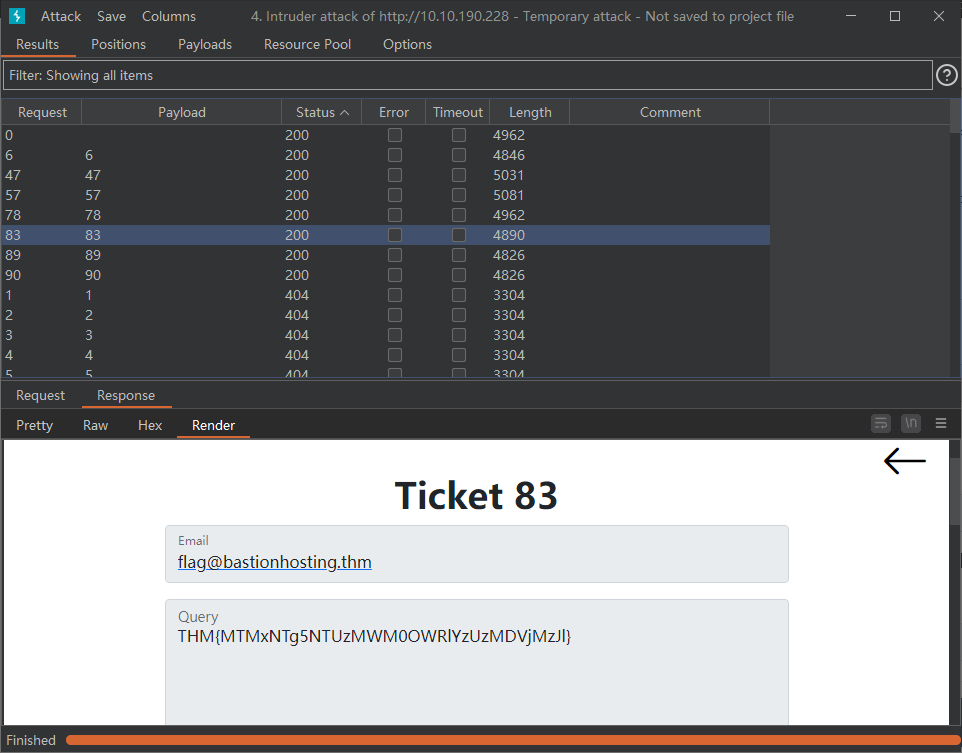 Attack Save Columns 4. Intruder attack of http://10.10.190.228 - Temporary attack - Not saved to project file
Results Positions Payloads Resource Pool Options
Filter: Showing all items ?
Request Payload Status Error Timeout Length Comment
0 200 4962
6 6 200 4846
47 47 200 5031
57 57 200 5081
78 78 200 4962
83 83 200 4890
89 89 200 4826
90 90 200 4826
1 1 404 3304
2 2 404 3304
3 3 404 3304
4 4 404 3304
5 5 404 3304
Request Response
Pretty Raw Hex Render \n
Ticket 83
Email
flag@bastionhosting.thm
Query
THM{MTMxNTg5NTUzMWM0OWRlYzUzMDVjMzJl}
Finished